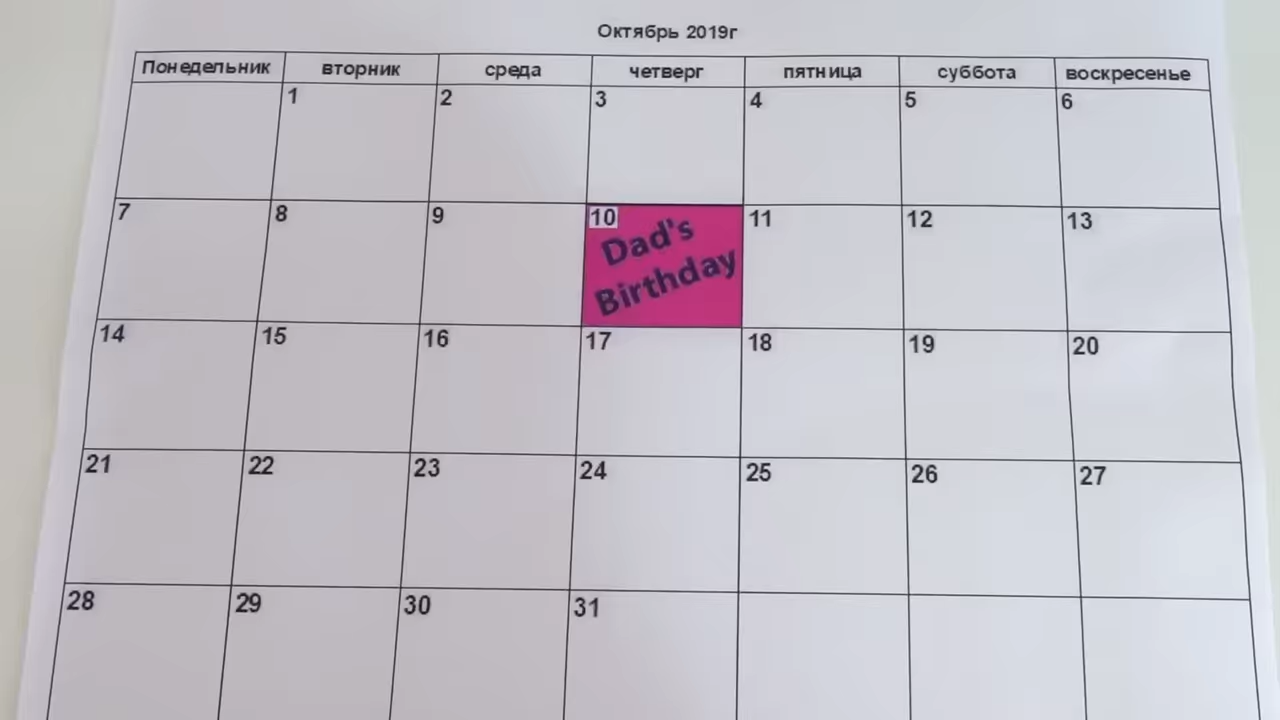 Октябрь 2019г
Понедельник вторник среда четверг пятница суббота воскресенье
1 2 3 4 5 6
7 8 9 10 11 12 13
Dad's
Birthday
14 15 16 17 18 19 20
21 22 23 24 25 26 27
28 29 30 31